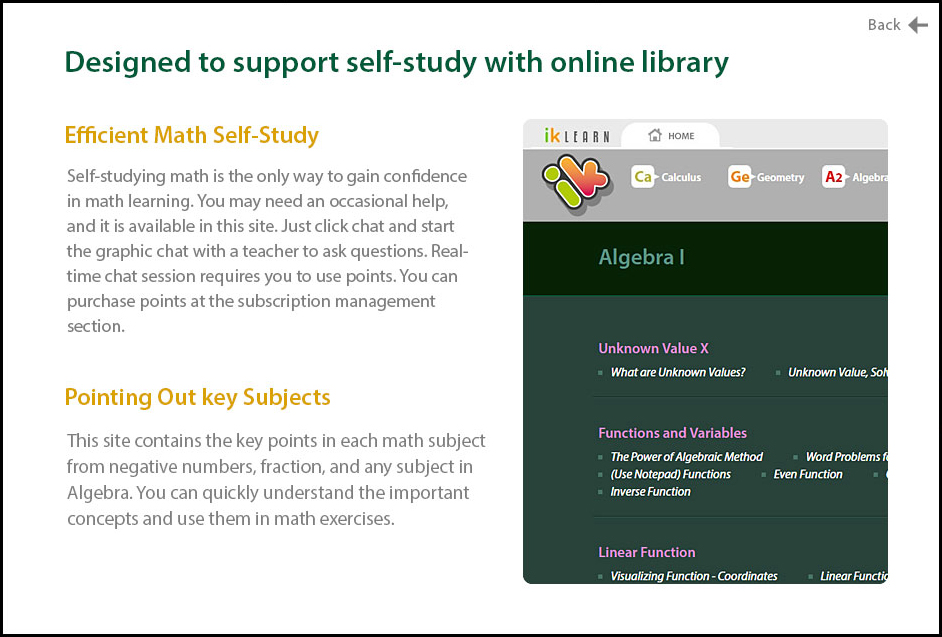 Back
Designed to support self-study with online library
Efficient Math Self-Study
Self-studying math is the only way to gain confidence
in math learning. You may need an occasional help,
and it is available in this site. Just click chat and start
the graphic chat with a teacher to ask questions. Real-
time chat session requires you to use points. You can
purchase points at the subscription management
section.
Pointing Out key Subjects
This site contains the key points in each math subject
from negative numbers, fraction, and any subject in
Algebra. You can quickly understand the important
concepts and use them in math exercises.
ik LEARN HOME
Ca Calculus Ge Geometry A2 Algebra
Algebra I
Unknown Value X
What are Unknown Values? Unknown Value,
Functions and Variables
The Power of Algebraic Method Word Problems
(Use Notepad) Functions Even Function
Inverse Function
Linear Function
Visualizing Function - Coordinates Linear